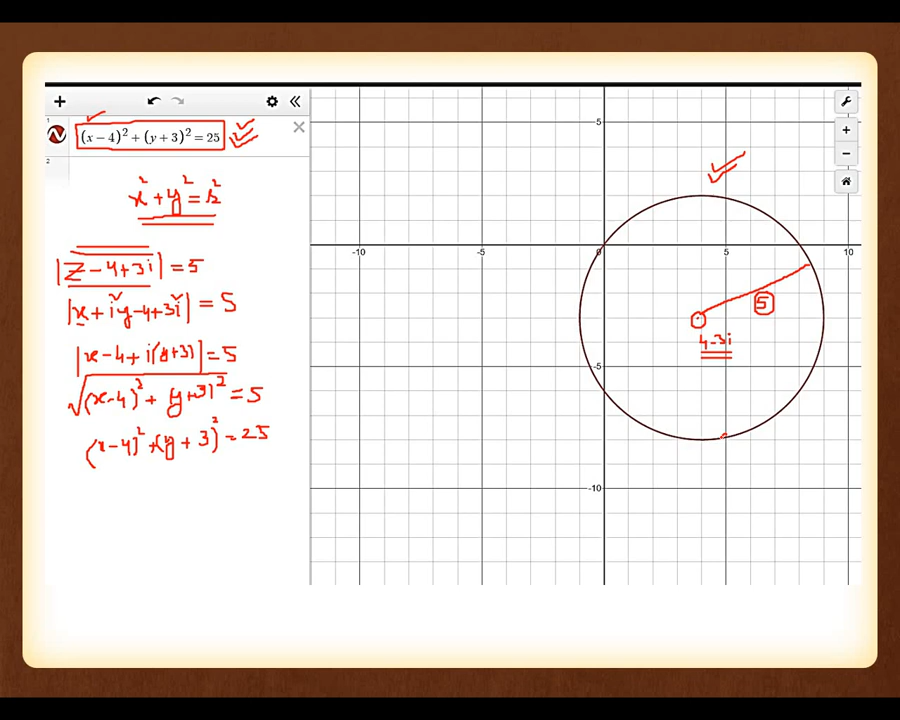 1
(x−4)² + (y+3)² = 25
2
x² + y² = r²
|z−4+3i| = 5
|x+iy−4+3i| = 5
|x−4+i(y+3)| = 5
√(x−4)² + y+3)² = 5
(x−4)² + (y+3)² = 25
5
-10
-5
0
5
10
5
4-3i
-5
-10